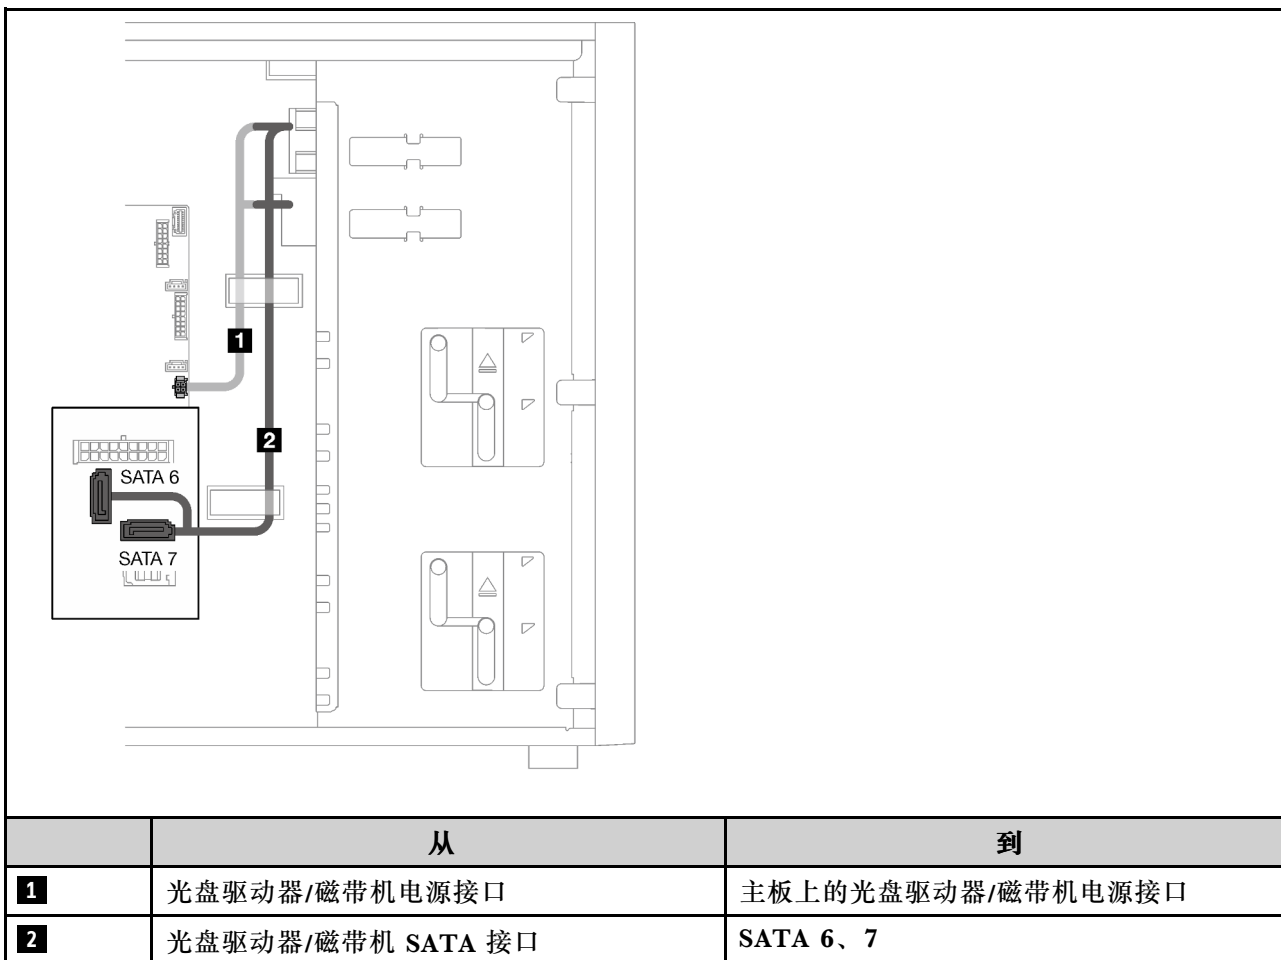 1
2
SATA 6
SATA 7
从 到
1 光盘驱动器/磁带机电源接口 主板上的光盘驱动器/磁带机电源接口
2 光盘驱动器/磁带机 SATA 接口 SATA 6、7